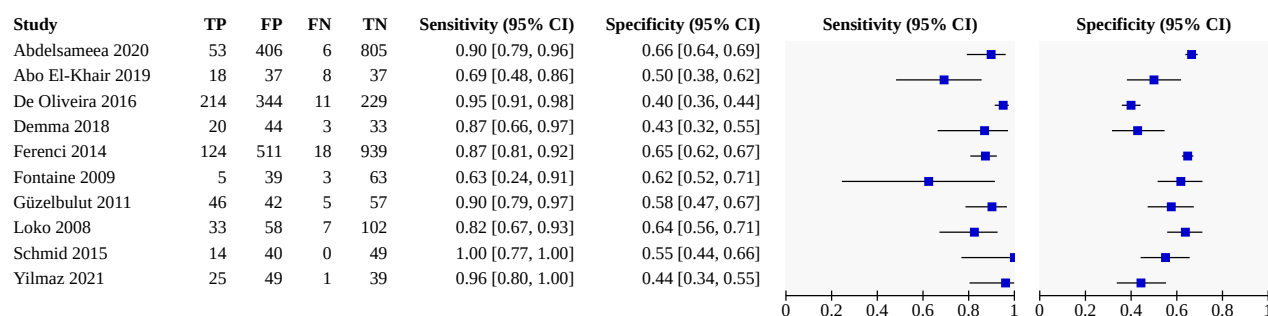 Study TP FP FN TN Sensitivity (95% CI) Specificity (95% CI) Sensitivity (95% CI) Specificity (95% CI)
Abdelsameea 2020 53 406 6 805 0.90 [0.79, 0.96] 0.66 [0.64, 0.69]
Abo El-Khair 2019 18 37 8 37 0.69 [0.48, 0.86] 0.50 [0.38, 0.62]
De Oliveira 2016 214 344 11 229 0.95 [0.91, 0.98] 0.40 [0.36, 0.44]
Demma 2018 20 44 3 33 0.87 [0.66, 0.97] 0.43 [0.32, 0.55]
Ferenci 2014 124 511 18 939 0.87 [0.81, 0.92] 0.65 [0.62, 0.67]
Fontaine 2009 5 39 3 63 0.63 [0.24, 0.91] 0.62 [0.52, 0.71]
Güzelbulut 2011 46 42 5 57 0.90 [0.79, 0.97] 0.58 [0.47, 0.67]
Loko 2008 33 58 7 102 0.82 [0.67, 0.93] 0.64 [0.56, 0.71]
Schmid 2015 14 40 0 49 1.00 [0.77, 1.00] 0.55 [0.44, 0.66]
Yilmaz 2021 25 49 1 39 0.96 [0.80, 1.00] 0.44 [0.34, 0.55]
0 0.2 0.4 0.6 0.8 1 0 0.2 0.4 0.6 0.8 1